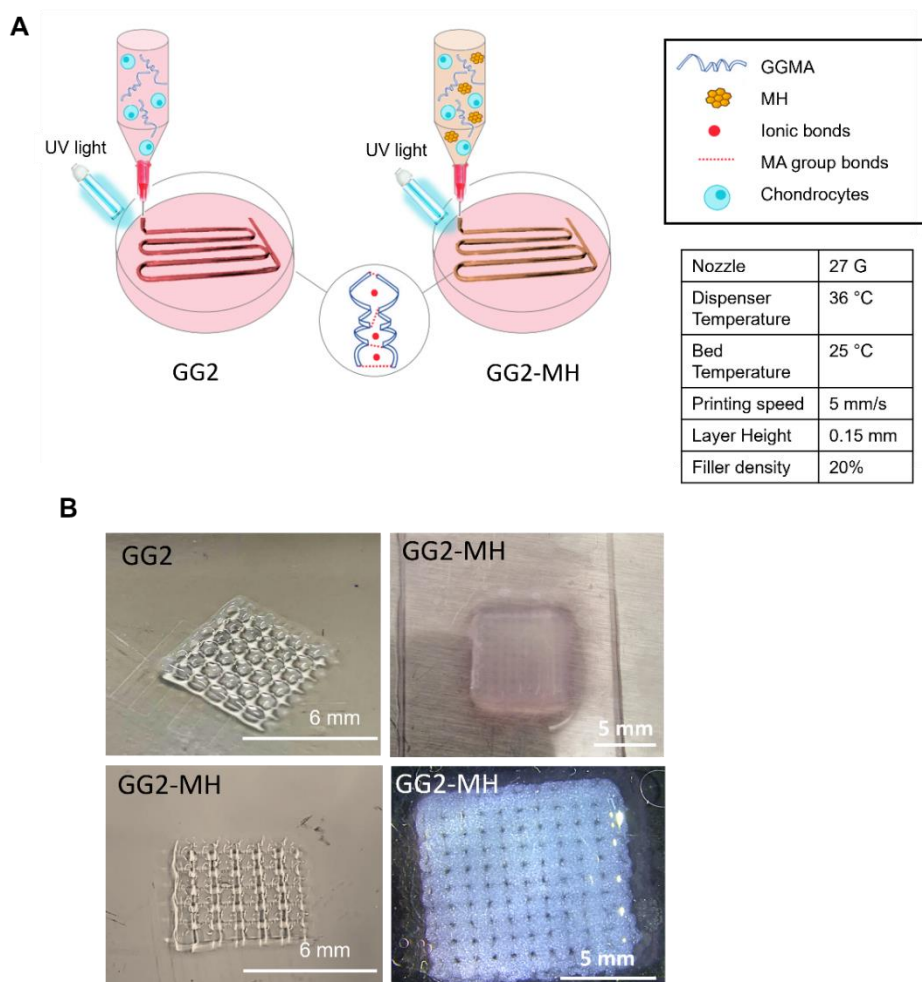 A
UV light
UV light
GG2
GG2-MH
GGMA
MH
Ionic bonds
MA group bonds
Chondrocytes
Nozzle 27 G
Dispenser
Temperature 36 °C
Bed
Temperature 25 °C
Printing speed 5 mm/s
Layer Height 0.15 mm
Filler density 20%
B
GG2
6 mm
GG2-MH
5 mm
GG2-MH
6 mm
GG2-MH
5 mm